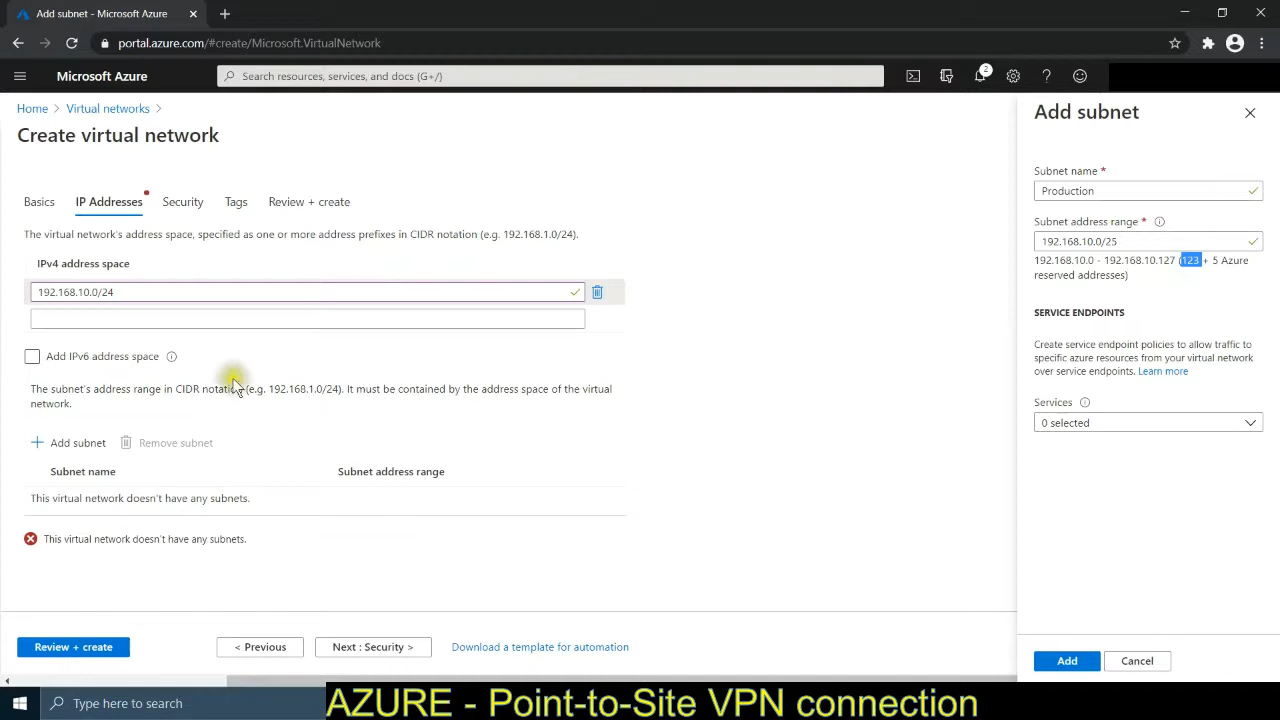 Add subnet - Microsoft Azure
portal.azure.com/#create/Microsoft.VirtualNetwork
Microsoft Azure
Search resources, services, and docs (G+/)
2
Home > Virtual networks >
Create virtual network
Basics
IP Addresses
Security
Tags
Review + create
The virtual network's address space, specified as one or more address prefixes in CIDR notation (e.g. 192.168.1.0/24).
IPv4 address space
192.168.10.0/24
Add IPv6 address space
The subnet's address range in CIDR notation (e.g. 192.168.1.0/24). It must be contained by the address space of the virtual
network.
Add subnet
Remove subnet
Subnet name
Subnet address range
This virtual network doesn't have any subnets.
This virtual network doesn't have any subnets.
Review + create
< Previous
Next : Security >
Download a template for automation
Add subnet
Subnet name *
Production
Subnet address range *
192.168.10.0/25
192.168.10.0 - 192.168.10.127 (123 + 5 Azure
reserved addresses)
SERVICE ENDPOINTS
Create service endpoint policies to allow traffic to
specific azure resources from your virtual network
over service endpoints. Learn more
Services
0 selected
Add
Cancel
Type here to search
AZURE - Point-to-Site VPN connection